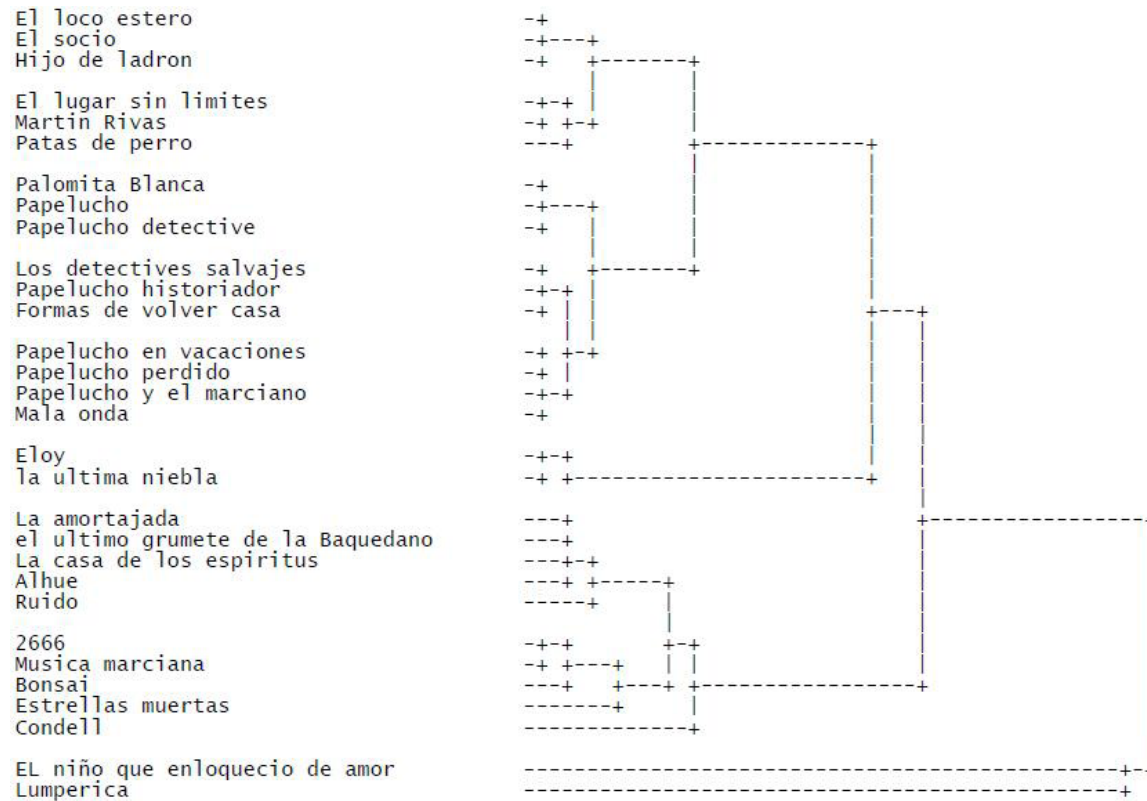 El loco estero
El socio
Hijo de ladron
El lugar sin limites
Martin Rivas
Patas de perro
Palomita Blanca
Papelucho
Papelucho detective
Los detectives salvajes
Papelucho historiador
Formas de volver casa
Papelucho en vacaciones
Papelucho perdido
Papelucho y el marciano
Mala onda
Eloy
la ultima niebla
La amortajada
el ultimo grumete de la Baquedano
La casa de los espiritus
Alhue
Ruido
2666
Musica marciana
Bonsai
Estrellas muertas
Condell
EL niño que enloquecio de amor
Lumperica